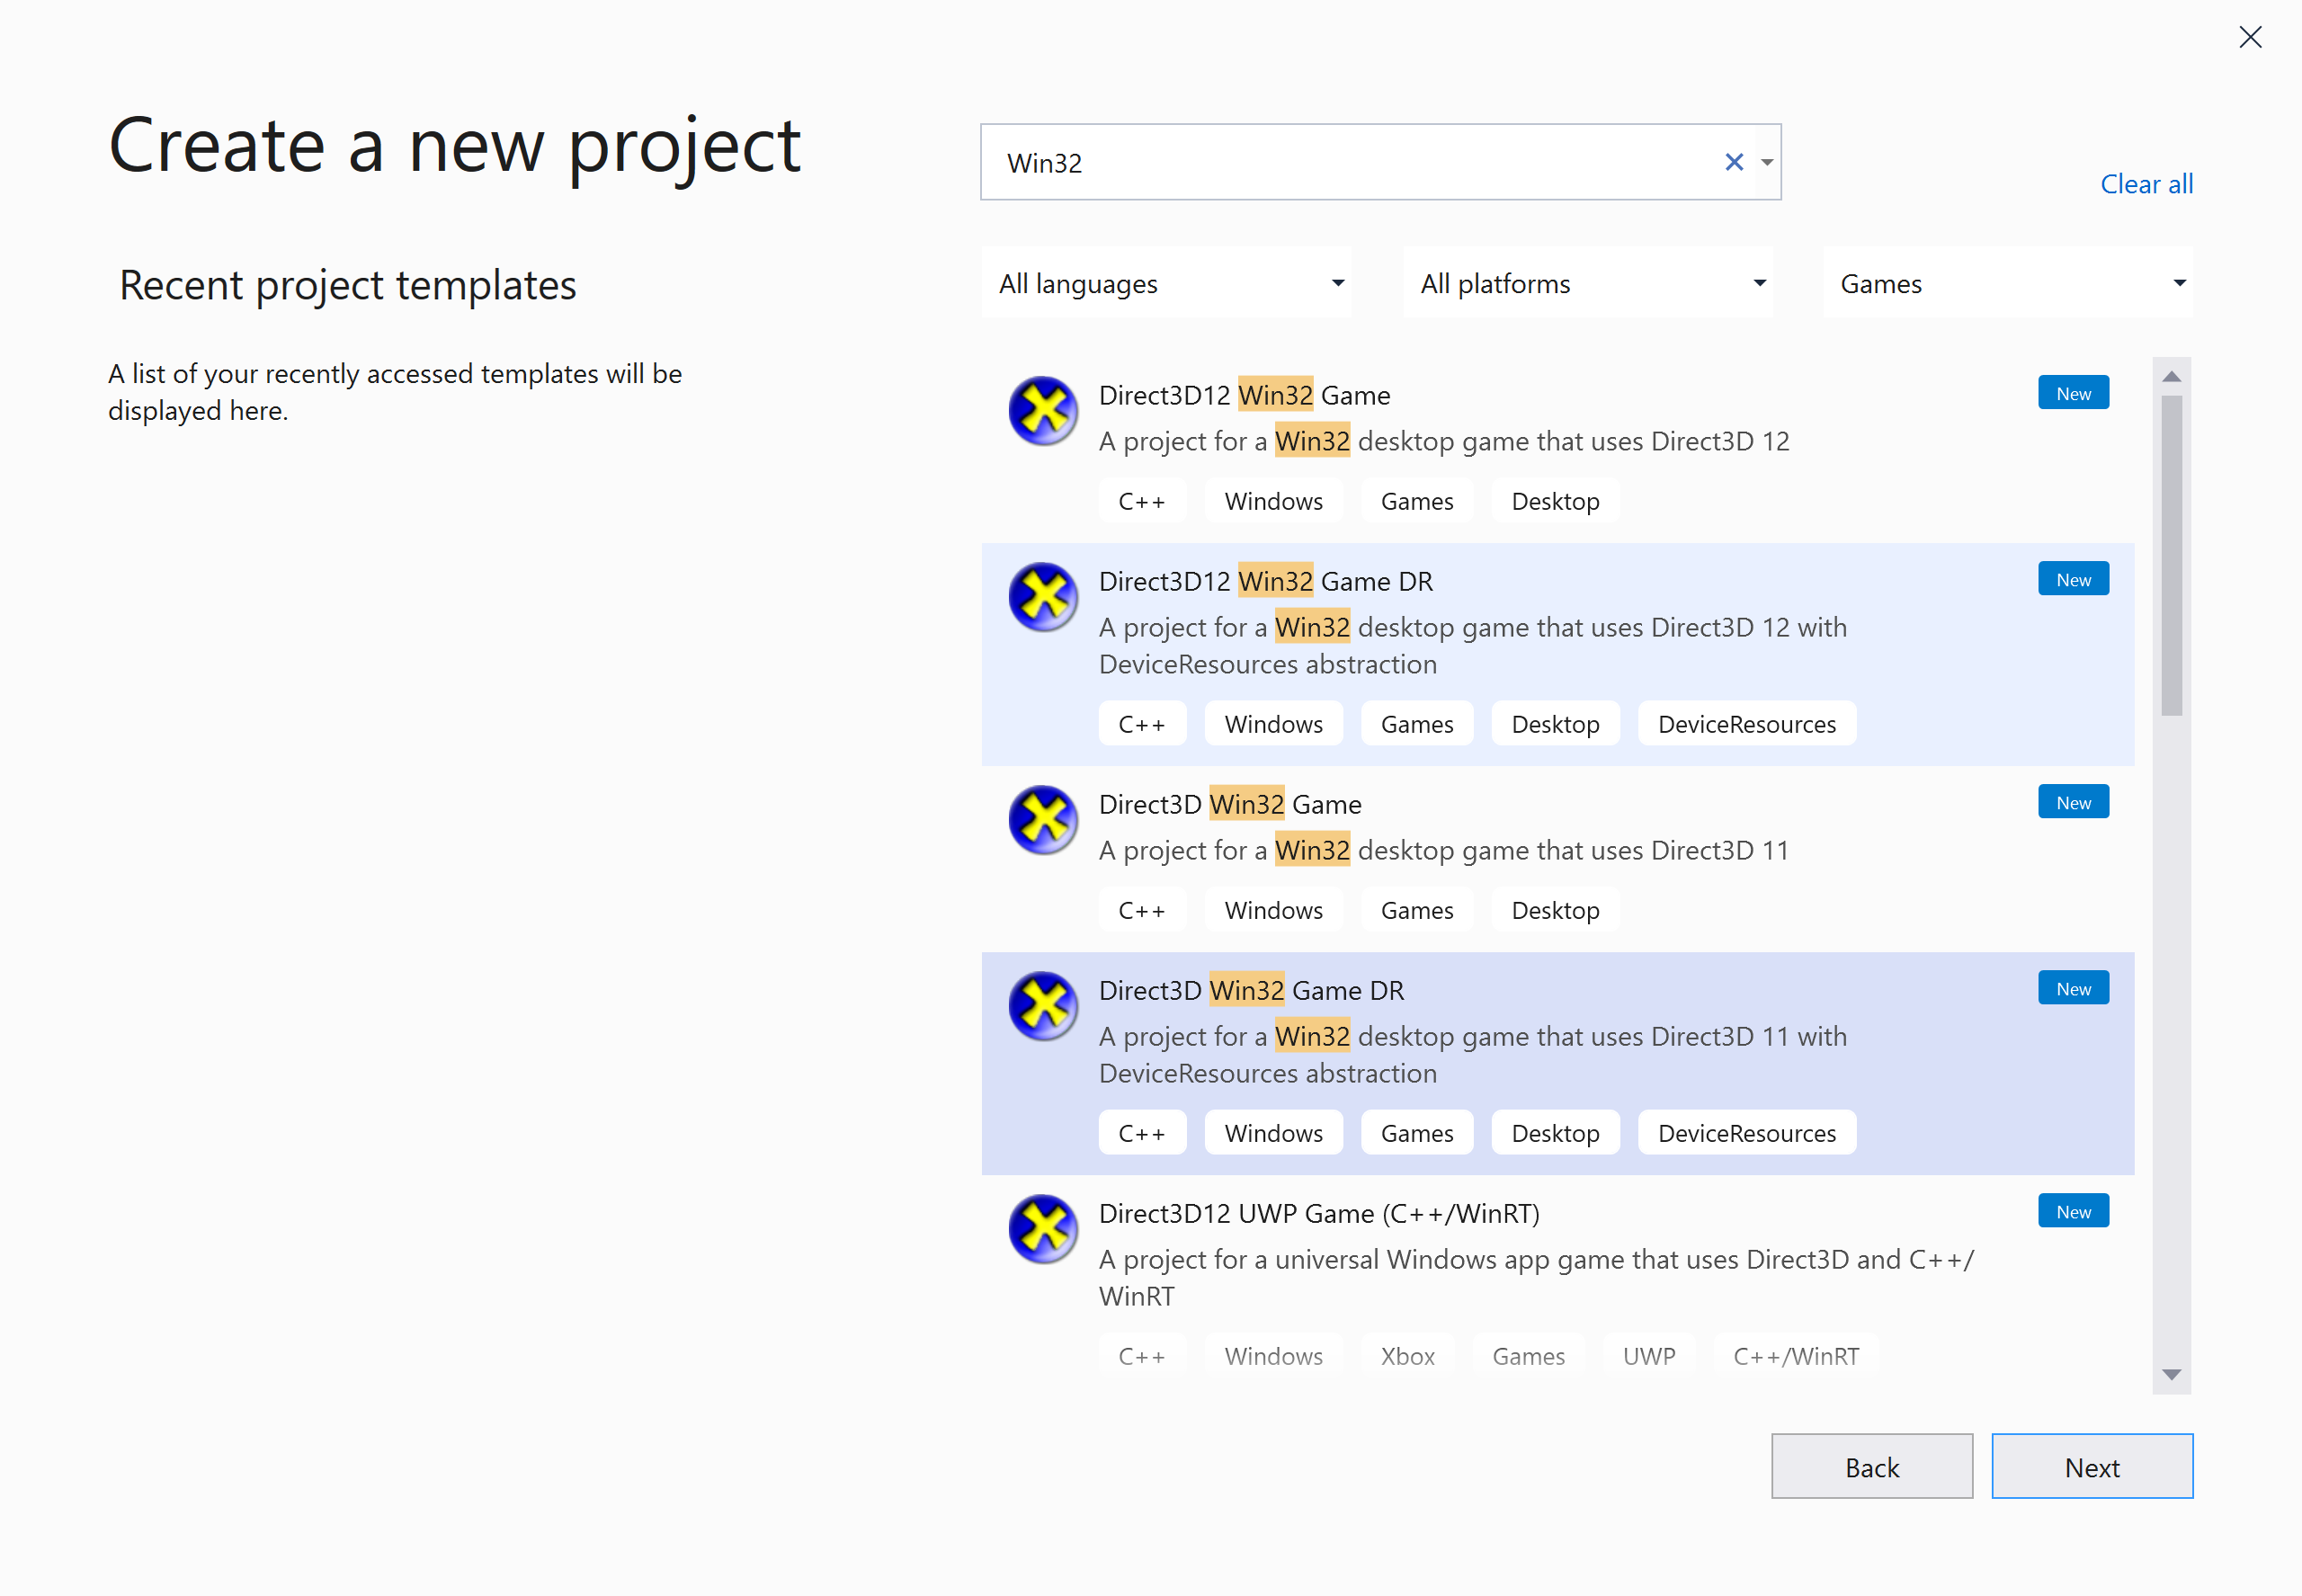 Create a new project
Recent project templates
A list of your recently accessed templates will be
displayed here.
Win32
Clear all
All languages
All platforms
Games
Direct3D12 Win32 Game
New
A project for a Win32 desktop game that uses Direct3D 12
C++ Windows Games Desktop
Direct3D12 Win32 Game DR
New
A project for a Win32 desktop game that uses Direct3D 12 with
DeviceResources abstraction
C++ Windows Games Desktop DeviceResources
Direct3D Win32 Game
New
A project for a Win32 desktop game that uses Direct3D 11
C++ Windows Games Desktop
Direct3D Win32 Game DR
New
A project for a Win32 desktop game that uses Direct3D 11 with
DeviceResources abstraction
C++ Windows Games Desktop DeviceResources
Direct3D12 UWP Game (C++/WinRT)
New
A project for a universal Windows app game that uses Direct3D and C++/
WinRT
C++ Windows Xbox Games UWP C++/WinRT
Back
Next